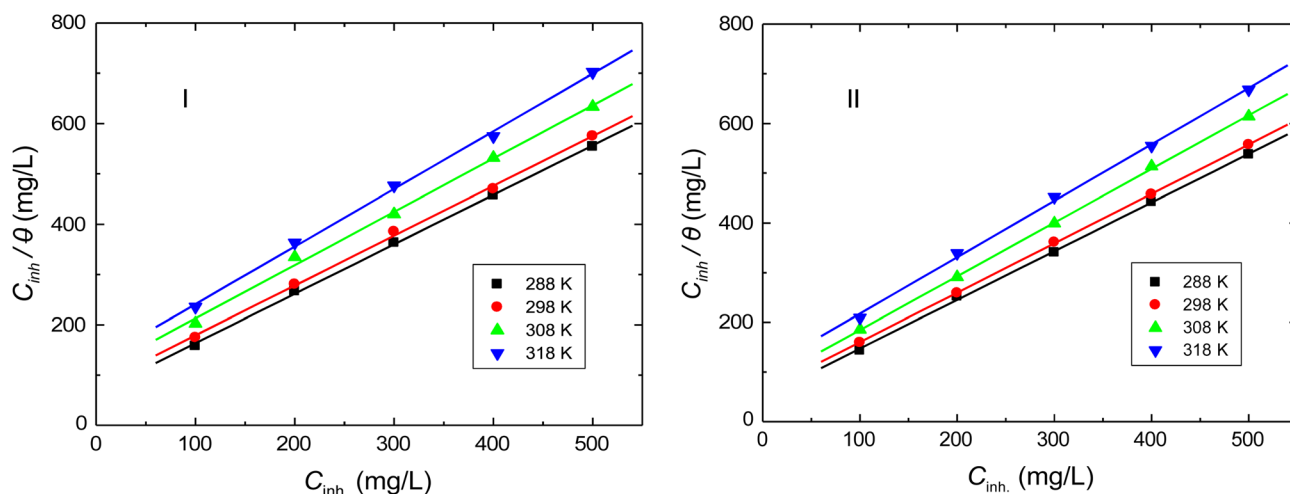 800
600
400
200
0
C_inh / θ (mg/L)
I
288 K
298 K
308 K
318 K
0 100 200 300 400 500
C_inh (mg/L)
800
600
400
200
0
C_inh / θ (mg/L)
II
288 K
298 K
308 K
318 K
0 100 200 300 400 500
C_inh. (mg/L)